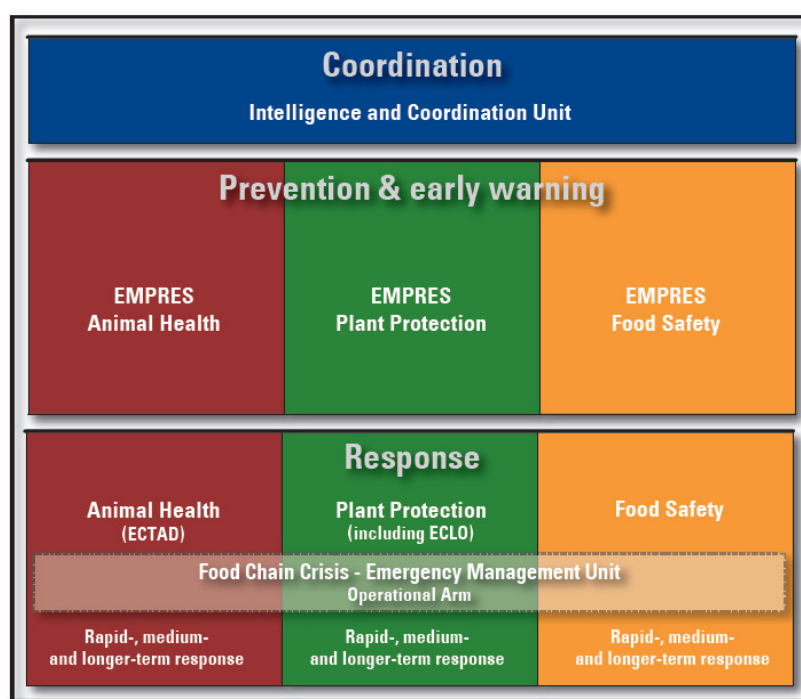 Coordination
Intelligence and Coordination Unit
Prevention & early warning
EMPRES
Animal Health
EMPRES
Plant Protection
EMPRES
Food Safety
Response
Animal Health
(ECTAD)
Plant Protection
(including ECLO)
Food Safety
Food Chain Crisis - Emergency Management Unit
Operational Arm
Rapid-, medium-
and longer-term response
Rapid-, medium-
and longer-term response
Rapid-, medium-
and longer-term response